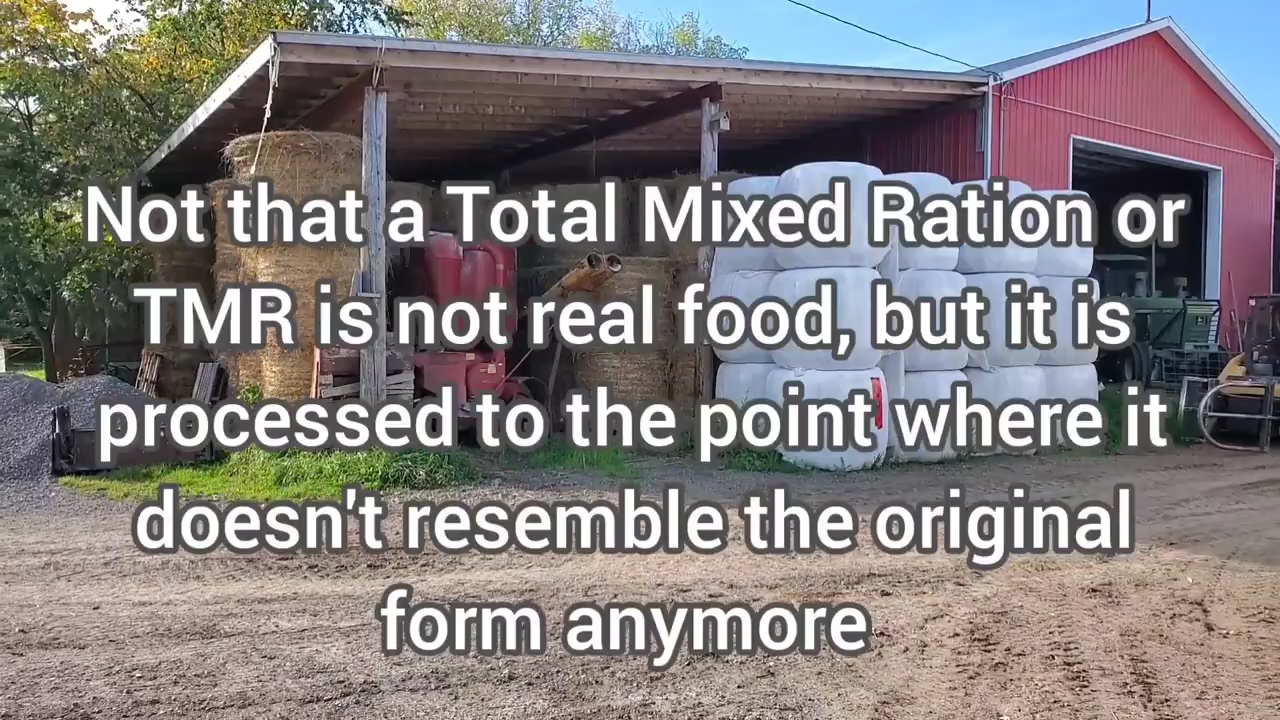 Not that a Total Mixed Ration or
TMR is not real food, but it is
processed to the point where it
doesn't resemble the original
form anymore